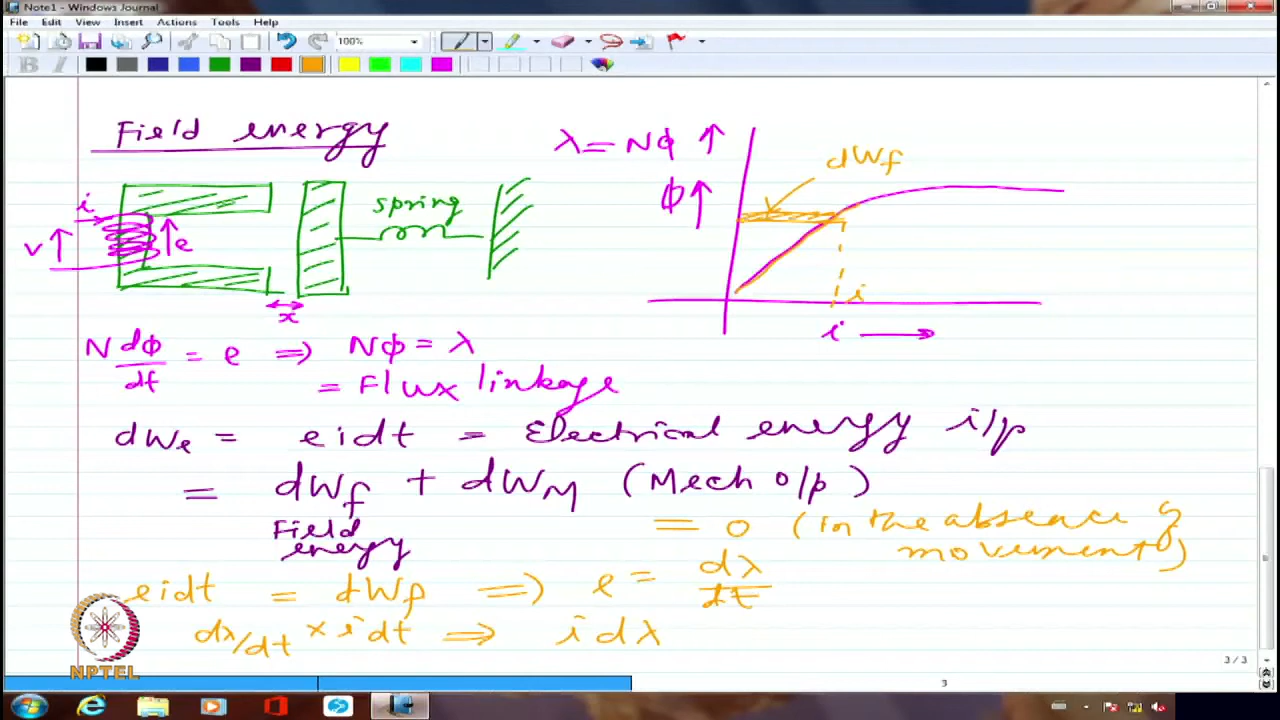 Note1 - Windows Journal
File Edit View Insert Actions Tools Help
100%
B I
Field energy
λ = Nφ ↑
φ ↑
dWf
i
v ↑
↑ e
spring
x
i
i →
N dφ/dt = e ⇒ Nφ = λ
= Flux linkage
dWe = eidt = Electrical energy i/p
= dWf + dWM (Mech o/p)
Field energy
= 0 (in the absence of movement)
eidt = dWf ⇒ e = dλ/dt
dλ/dt × idt ⇒ i dλ
NPTEL
3/3
3